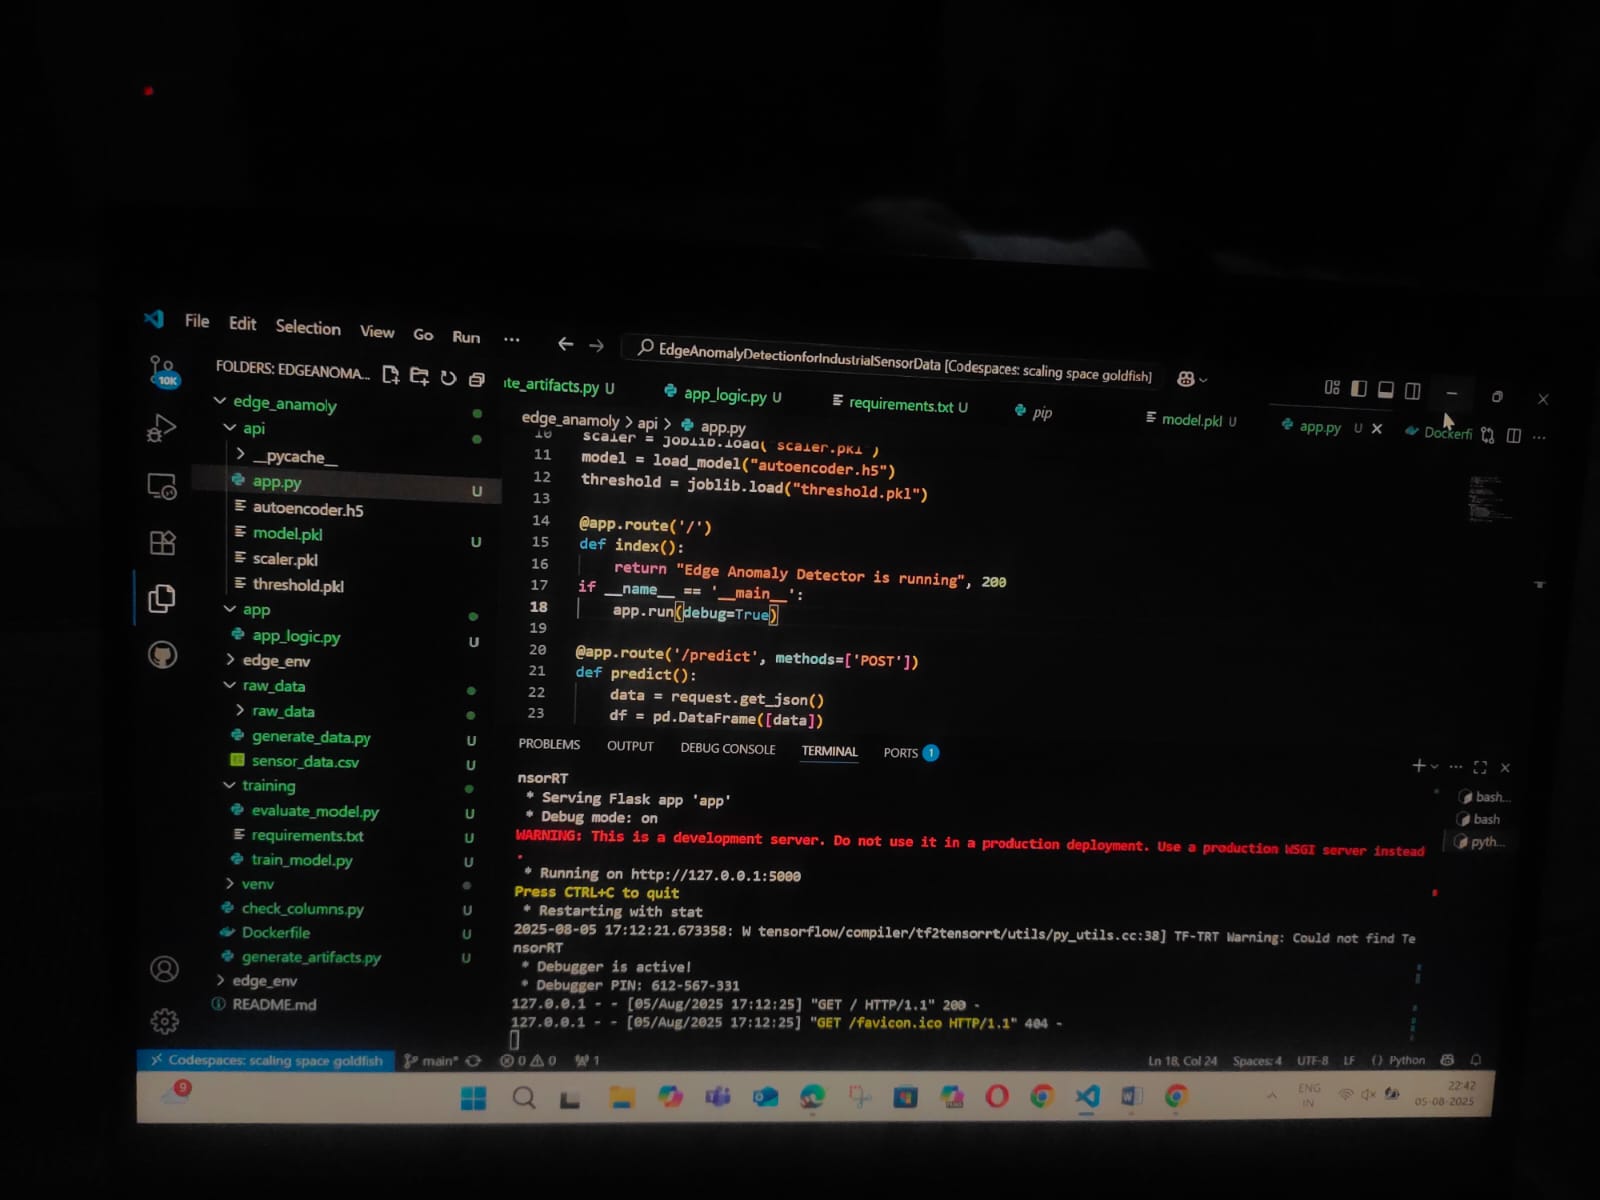 File Edit Selection View Go Run ...
EdgeAnomalyDetectionforIndustrialSensorData [Codespaces: scaling space goldfish]
10K
FOLDERS: EDGEANOMA...
edge_anamoly
api
__pycache__
app.py U
autoencoder.h5
model.pkl U
scaler.pkl
threshold.pkl
app
app_logic.py U
edge_env
raw_data
raw_data
generate_data.py U
sensor_data.csv U
training
evaluate_model.py U
requirements.txt U
train_model.py U
venv
check_columns.py U
Dockerfile U
generate_artifacts.py U
edge_env
README.md
te_artifacts.py U
app_logic.py U
requirements.txt U
pip
model.pkl U
app.py U
Dockerfi
edge_anamoly > api > app.py
10 scaler = joblib.load("scaler.pkl")
11 model = load_model("autoencoder.h5")
12 threshold = joblib.load("threshold.pkl")
13
14 @app.route('/')
15 def index():
16 return "Edge Anomaly Detector is running", 200
17 if __name__ == '__main__':
18 app.run(debug=True)
19
20 @app.route('/predict', methods=['POST'])
21 def predict():
22 data = request.get_json()
23 df = pd.DataFrame([data])
PROBLEMS OUTPUT DEBUG CONSOLE TERMINAL PORTS 1
nsorRT
* Serving Flask app 'app'
* Debug mode: on
WARNING: This is a development server. Do not use it in a production deployment. Use a production WSGI server instead
.
* Running on http://127.0.0.1:5000
Press CTRL+C to quit
* Restarting with stat
2025-08-05 17:12:21.673358: W tensorflow/compiler/tf2tensorrt/utils/py_utils.cc:38] TF-TRT Warning: Could not find Te
nsorRT
* Debugger is active!
* Debugger PIN: 612-567-331
127.0.0.1 - - [05/Aug/2025 17:12:25] "GET / HTTP/1.1" 200 -
127.0.0.1 - - [05/Aug/2025 17:12:25] "GET /favicon.ico HTTP/1.1" 404 -
bash...
bash
pyth...
Codespaces: scaling space goldfish main* 0 0 1
Ln 18, Col 24 Spaces: 4 UTF-8 LF {} Python
9
ENG
IN
22:42
05-08-2025